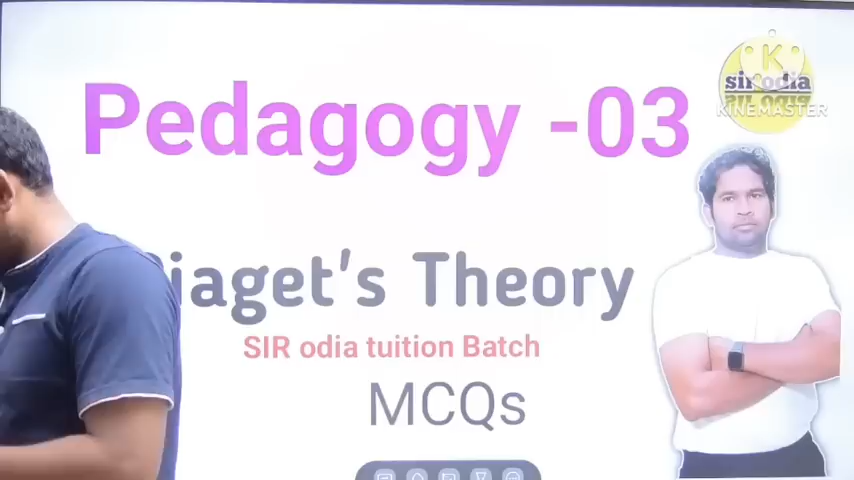 Pedagogy -03
sir odia
KINEMASTER
iaget's Theory
SIR odia tuition Batch
MCQs